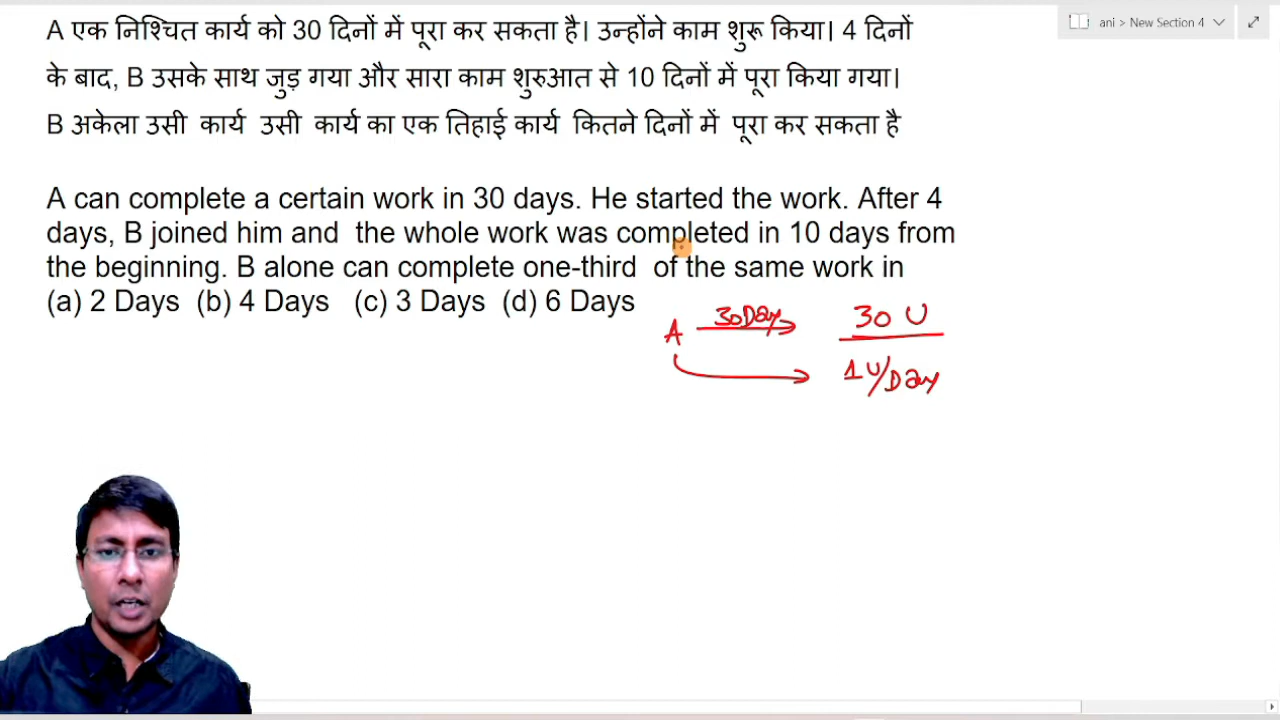 A एक निश्चित कार्य को 30 दिनों में पूरा कर सकता है। उन्होंने काम शुरू किया। 4 दिनों
ani > New Section 4
के बाद, B उसके साथ जुड़ गया और सारा काम शुरुआत से 10 दिनों में पूरा किया गया।
B अकेला उसी कार्य उसी कार्य का एक तिहाई कार्य कितने दिनों में पूरा कर सकता है
A can complete a certain work in 30 days. He started the work. After 4
days, B joined him and the whole work was completed in 10 days from
the beginning. B alone can complete one-third of the same work in
(a) 2 Days (b) 4 Days (c) 3 Days (d) 6 Days
A 30Day 30 U
1U/Day